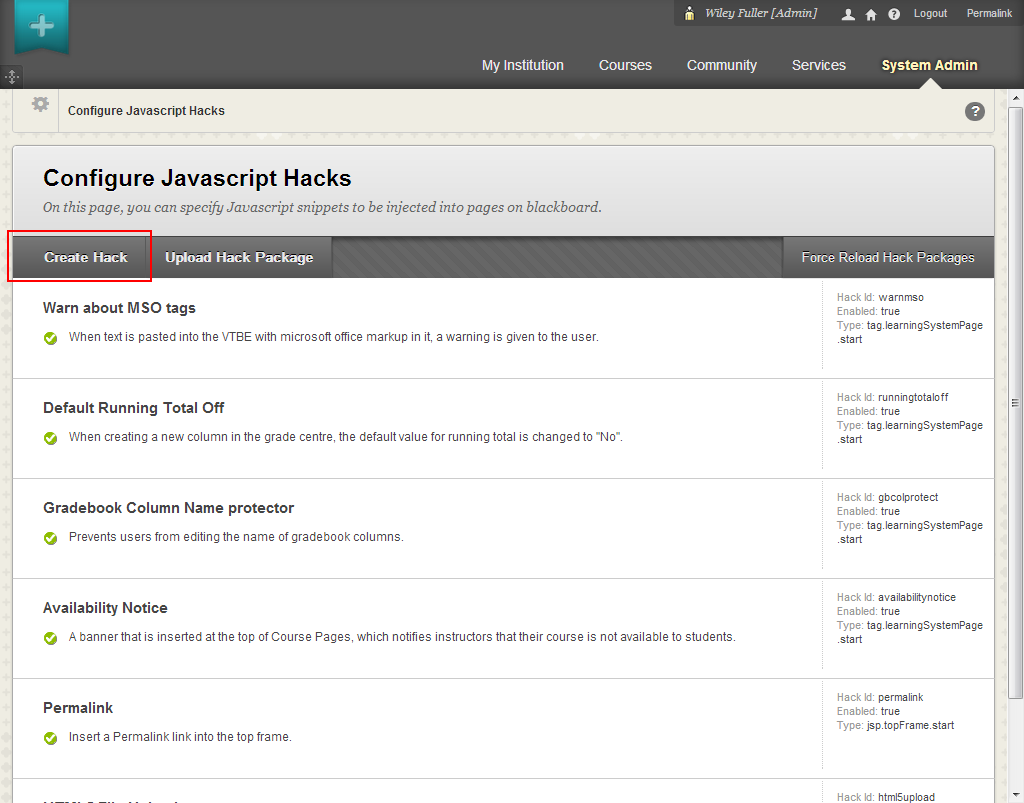 Wiley Fuller [Admin]
Logout
Permalink
My Institution
Courses
Community
Services
System Admin
Configure Javascript Hacks
Configure Javascript Hacks
On this page, you can specify Javascript snippets to be injected into pages on blackboard.
Create Hack
Upload Hack Package
Force Reload Hack Packages
Warn about MSO tags
When text is pasted into the VTBE with microsoft office markup in it, a warning is given to the user.
Hack Id: warnmso
Enabled: true
Type: tag.learningSystemPage
.start
Default Running Total Off
When creating a new column in the grade centre, the default value for running total is changed to "No".
Hack Id: runningtotaloff
Enabled: true
Type: tag.learningSystemPage
.start
Gradebook Column Name protector
Prevents users from editing the name of gradebook columns.
Hack Id: gbcolprotect
Enabled: true
Type: tag.learningSystemPage
.start
Availability Notice
A banner that is inserted at the top of Course Pages, which notifies instructors that their course is not available to students.
Hack Id: availabilitynotice
Enabled: true
Type: tag.learningSystemPage
.start
Permalink
Insert a Permalink link into the top frame.
Hack Id: permalink
Enabled: true
Type: jsp.topFrame.start
Hack Id: html5upload